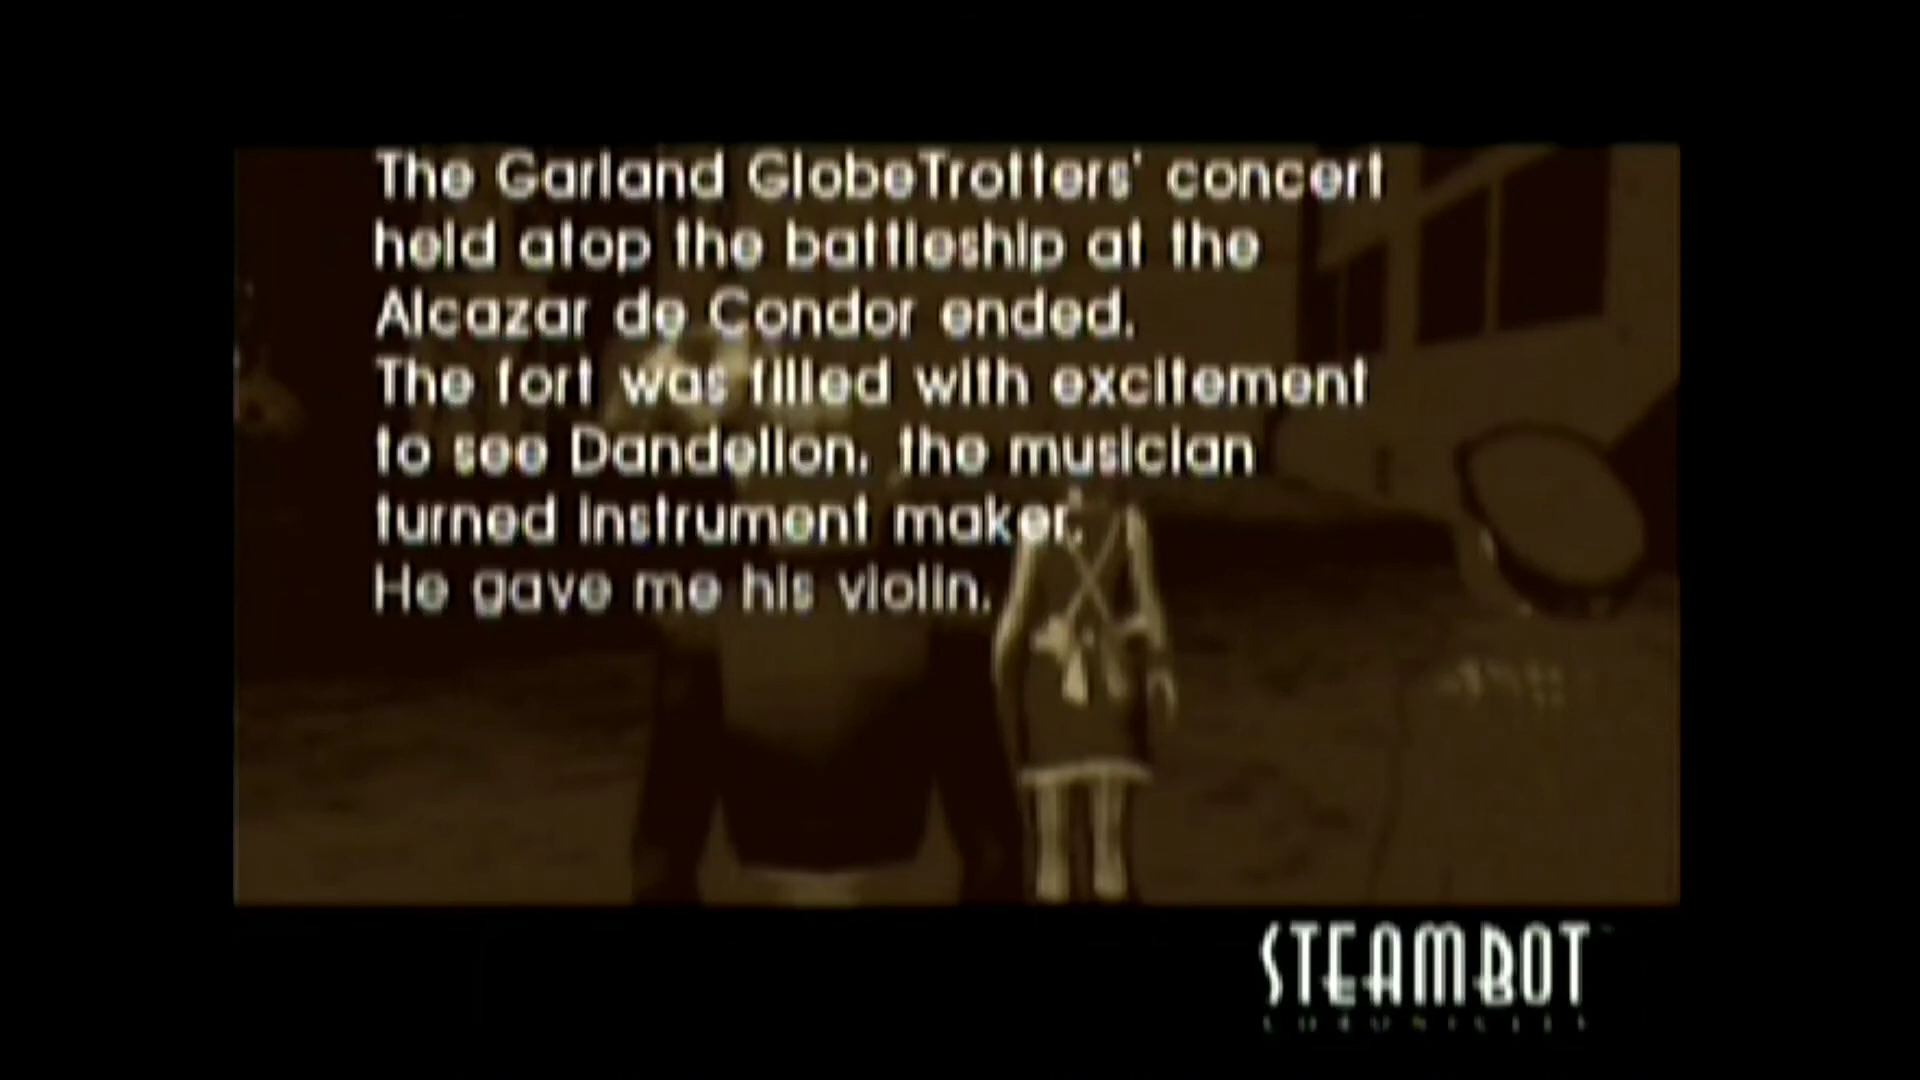 The Garland GlobeTrotters' concert
held atop the battleship at the
Alcazar de Condor ended.
The fort was filled with excitement
to see Dandelion, the musician
turned instrument maker.
He gave me his violin.
STEAMBOT
CHRONICLES